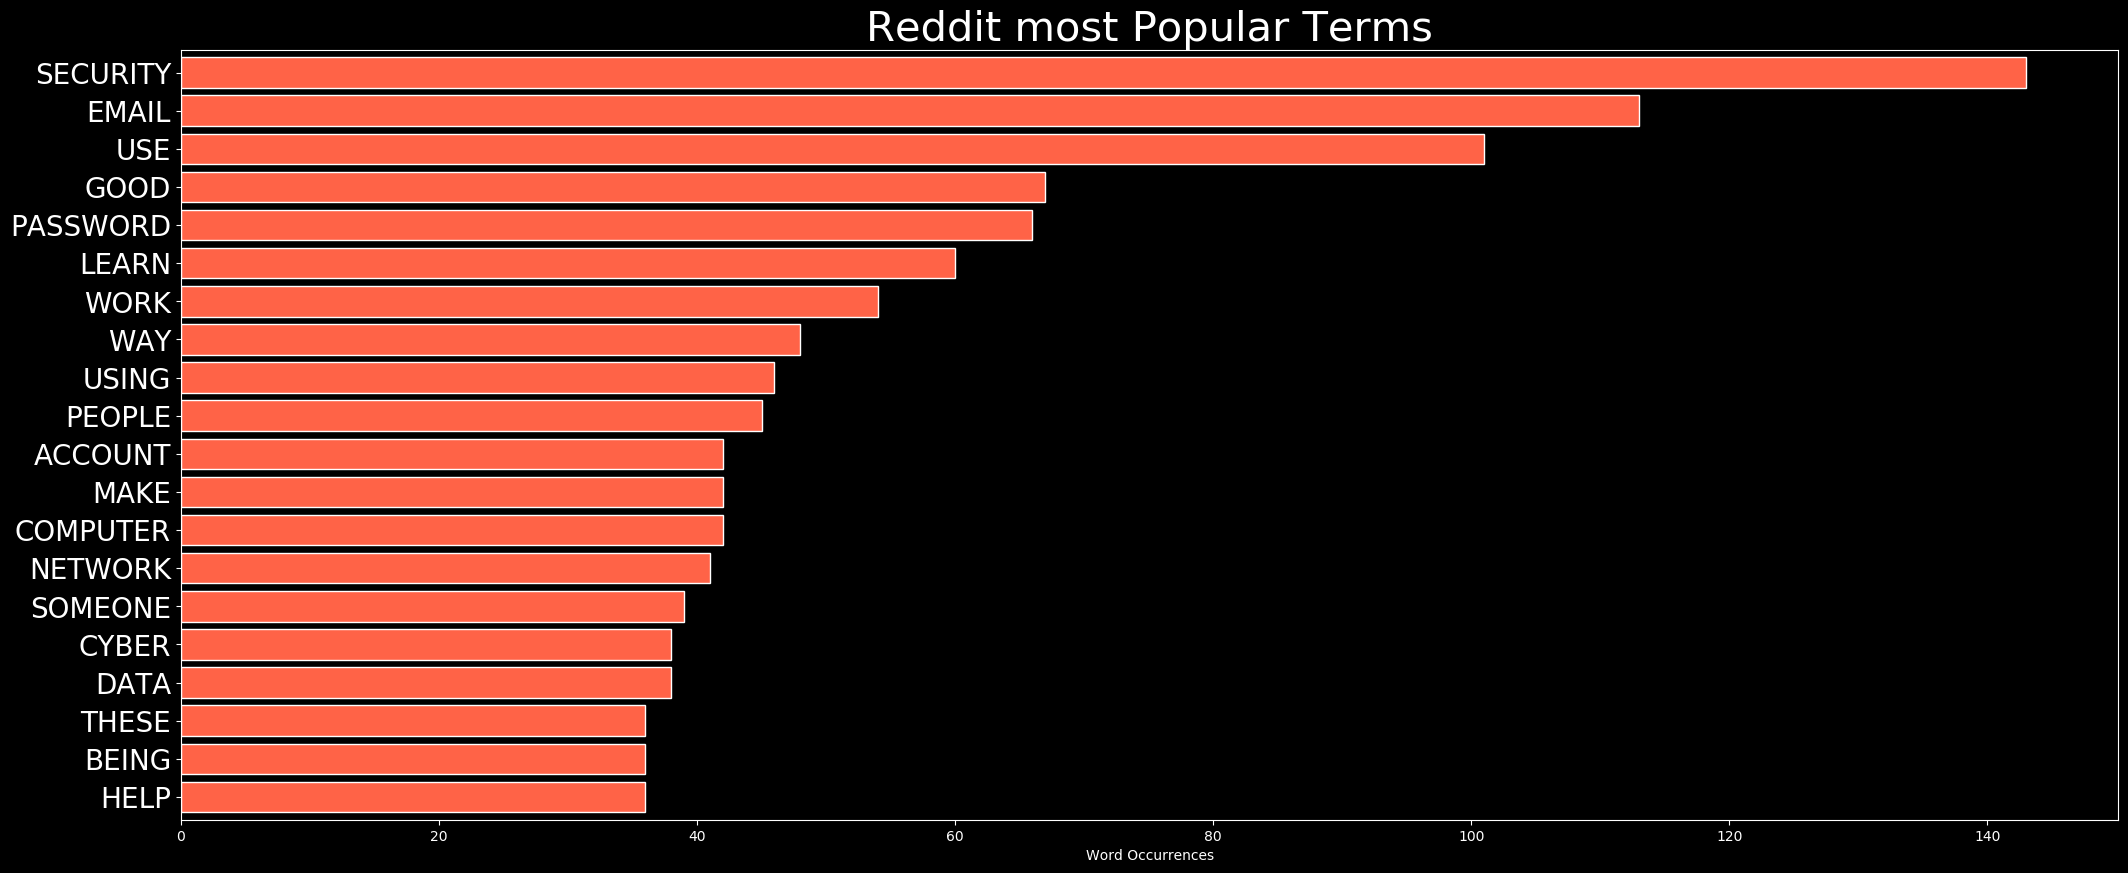 Reddit most Popular Terms
SECURITY
EMAIL
USE
GOOD
PASSWORD
LEARN
WORK
WAY
USING
PEOPLE
ACCOUNT
MAKE
COMPUTER
NETWORK
SOMEONE
CYBER
DATA
THESE
BEING
HELP
0 20 40 60 80 100 120 140
Word Occurrences